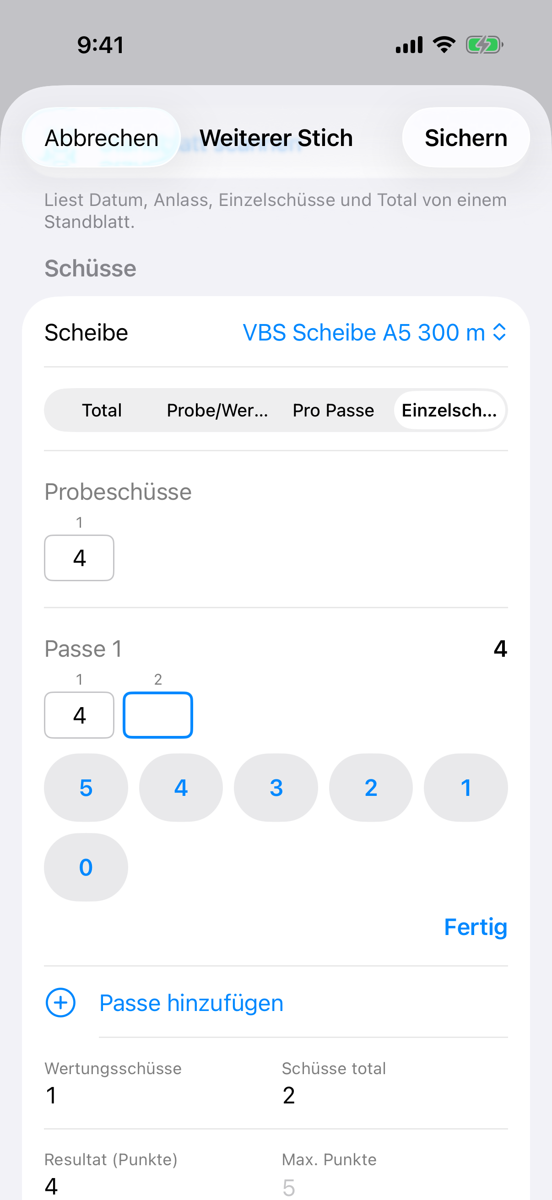 9:41
Abbrechen
Weiterer Stich
Sichern
Liest Datum, Anlass, Einzelschüsse und Total von einem
Standblatt.
Schüsse
Scheibe
VBS Scheibe A5 300 m
Total
Probe/Wer...
Pro Passe
Einzelsch...
Probeschüsse
1
4
Passe 1
4
1
2
4
5
4
3
2
1
0
Fertig
Passe hinzufügen
Wertungsschüsse
Schüsse total
1
2
Resultat (Punkte)
Max. Punkte
4
5